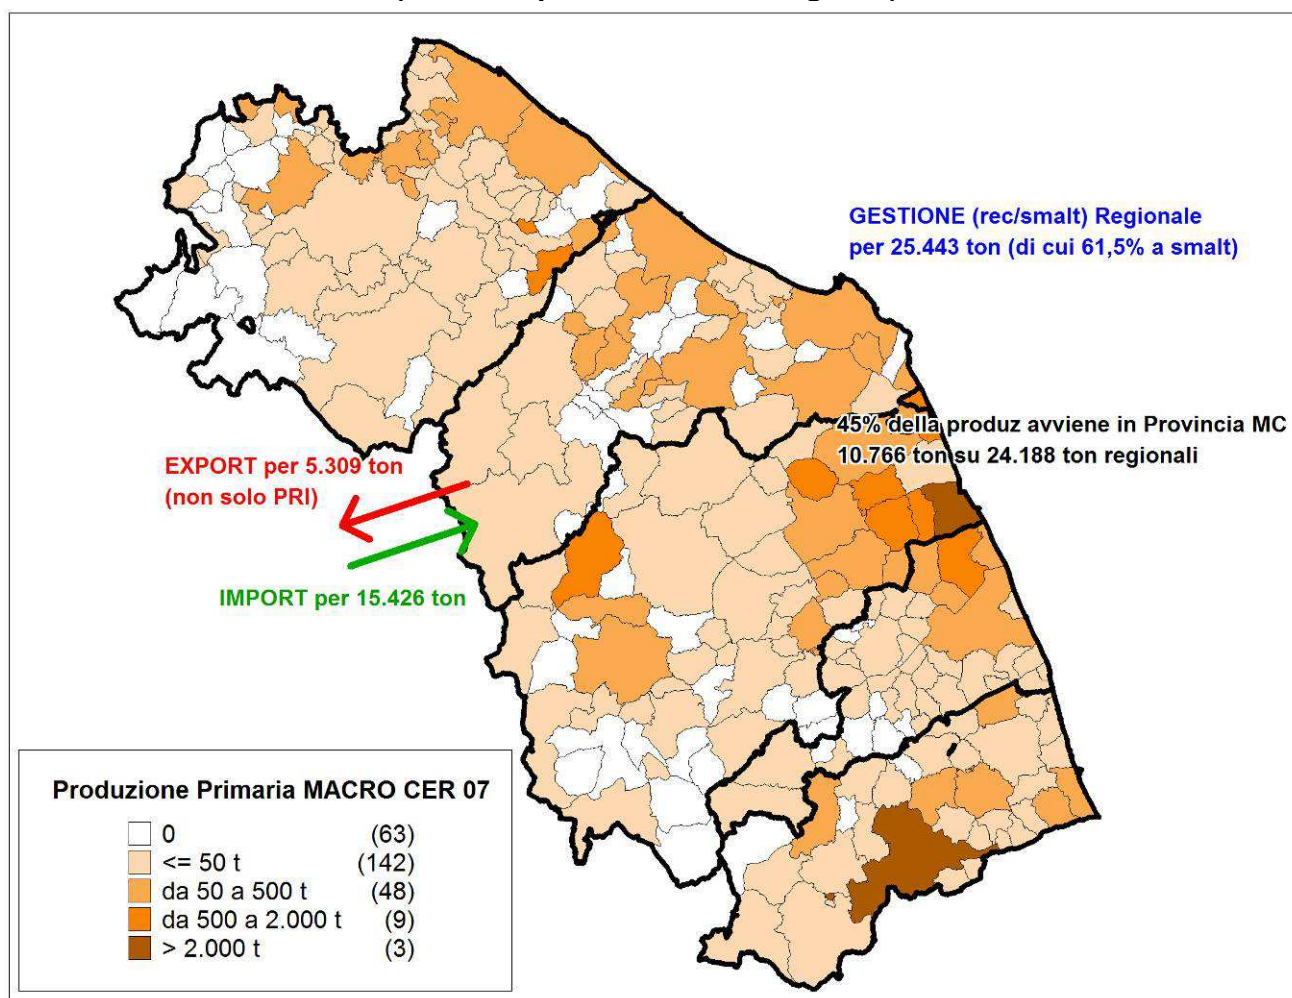 GESTIONE (rec/smalt) Regionale
per 25.443 ton (di cui 61,5% a smalt)
45% della produz avviene in Provincia MC
10.766 ton su 24.188 ton regionali
EXPORT per 5.309 ton
(non solo PRI)
IMPORT per 15.426 ton
Produzione Primaria MACRO CER 07
0 (63)
<= 50 t (142)
da 50 a 500 t (48)
da 500 a 2.000 t (9)
> 2.000 t (3)